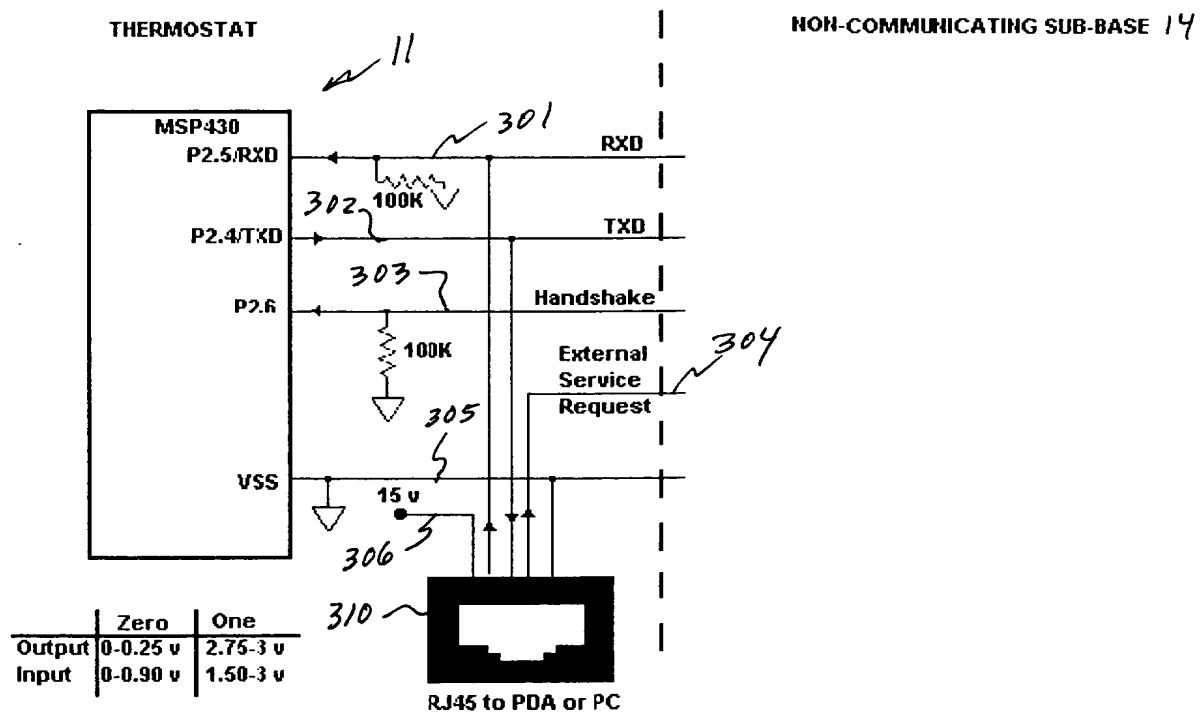 THERMOSTAT
NON-COMMUNICATING SUB-BASE 14
11
MSP430
P2.5/RXD
301
RXD
100K
302
P2.4/TXD
TXD
303
P2.6
Handshake
100K
External
Service
Request
304
305
VSS
15 v
306
310
Zero One
Output 0-0.25 v 2.75-3 v
Input 0-0.90 v 1.50-3 v
RJ45 to PDA or PC